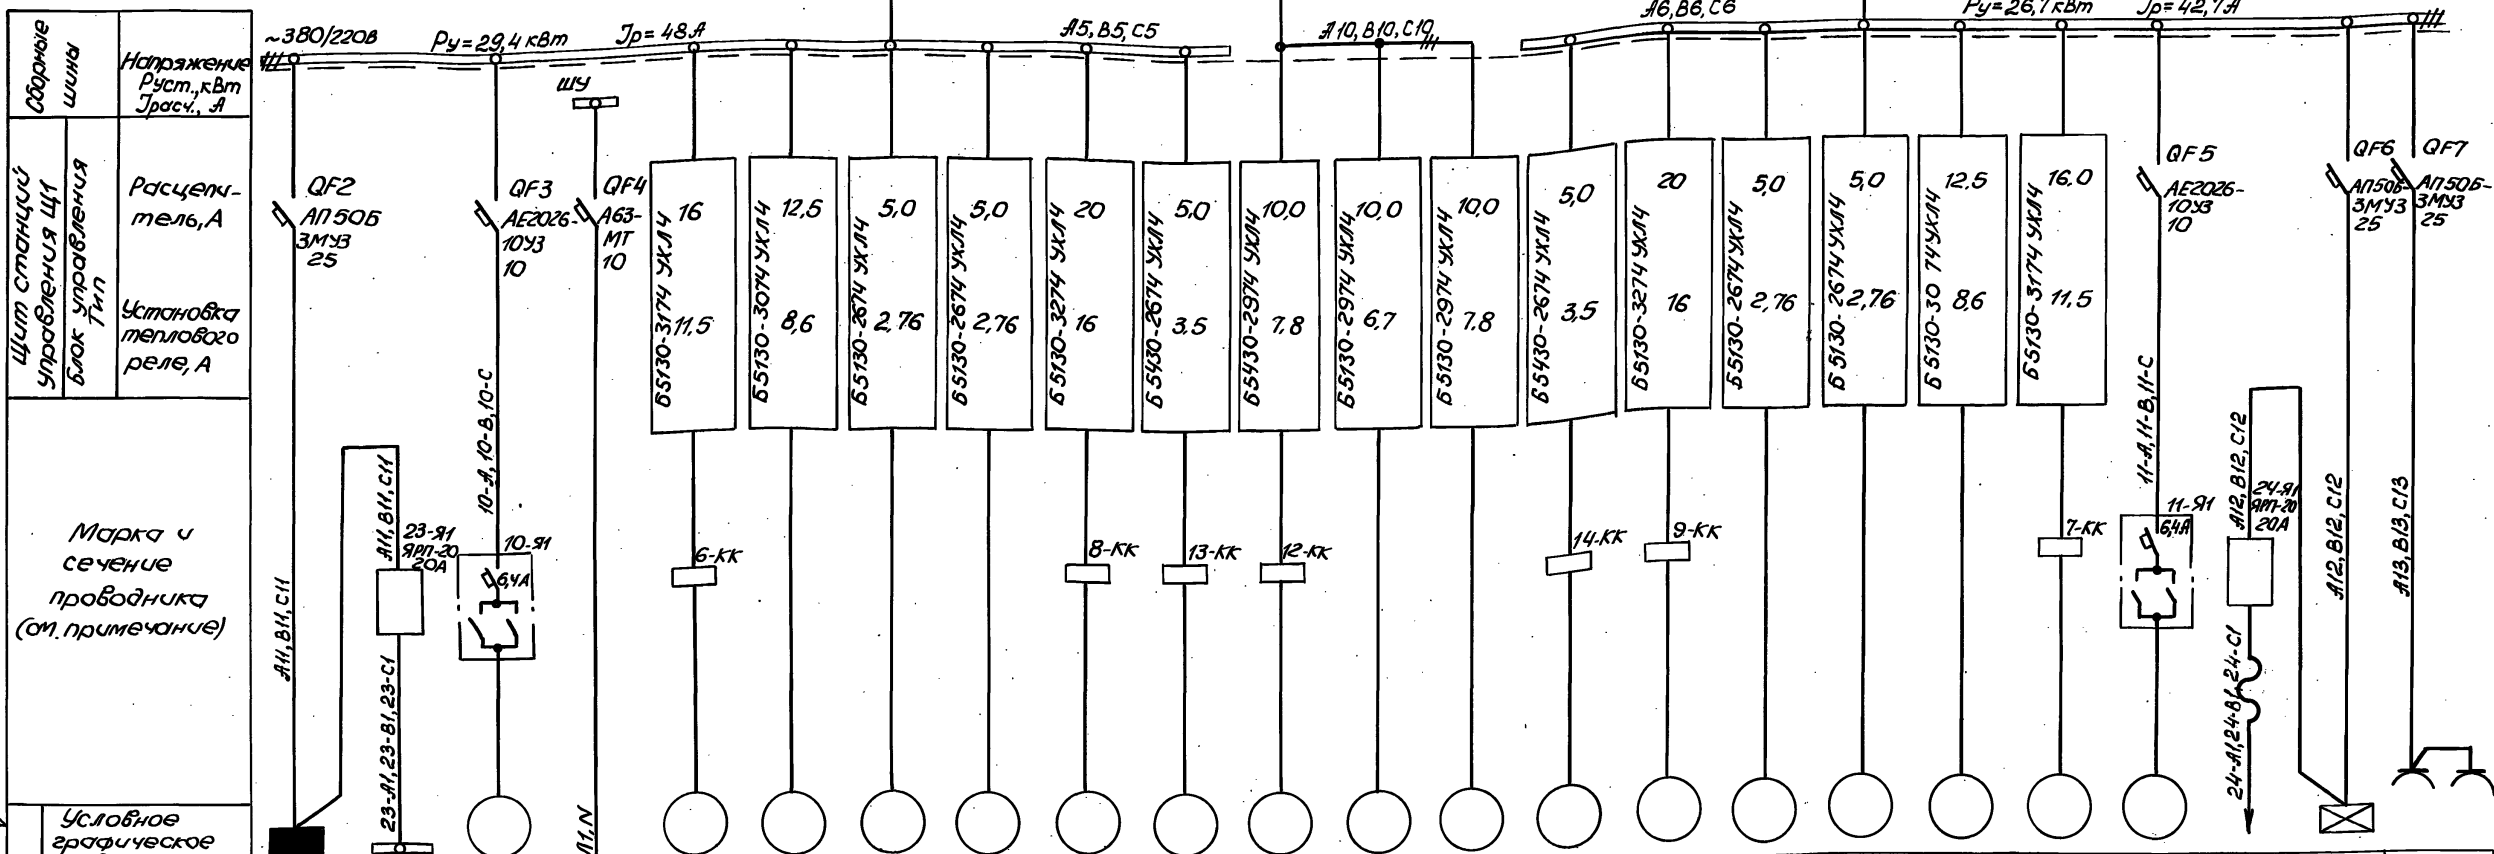 Сборные шины
Напряжение
Руст., кВт
Jрасч., А
~380/220В
Ру=29,4 кВт
Jр=48А
А5, В5, С5
А10, В10, С10
А6, В6, С6
Ру=26,7 кВт
Jр=42,7А
ШУ
Щит станций управления ЩУ1
Блок управления
Тип
Расцепи-
тель, А
Установка
теплового
реле, А
QF2
АП50Б
3МУЗ
25
QF3
АЕ2026-
10УЗ
10
QF4
А63-
МТ
10
Б5130-3174 УХЛ4
16
11,5
Б5130-3074 УХЛ4
12,5
8,6
Б5130-2674 УХЛ4
5,0
2,76
Б5130-2674 УХЛ4
5,0
2,76
Б5130-3274 УХЛ4
20
16
Б5430-2674 УХЛ4
5,0
3,5
Б5430-2974 УХЛ4
10,0
7,8
Б5130-2974 УХЛ4
10,0
6,7
Б5130-2974 УХЛ4
10,0
7,8
Б5430-2674 УХЛ4
5,0
3,5
Б5130-3274 УХЛ4
20
16
Б5130-2674 УХЛ4
5,0
2,76
Б5130-2674 УХЛ4
5,0
2,76
Б5130-3074 УХЛ4
12,5
8,6
Б5130-3174 УХЛ4
16,0
11,5
QF5
АЕ2026-
10УЗ
10
QF6
АП50Б-
3МУЗ
25
QF7
АП50Б-
3МУЗ
25
Марка и
сечение
проводника
(см. примечание)
А11, В11, С11
А11, В11, С11
23-Я1
ЯРП-20
20А
23-А1, 23-В1, 23-С1
10-А, 10-В, 10-С
10-Я1
6,4А
Л1, N
6-КК
8-КК
13-КК
12-КК
14-КК
9-КК
7-КК
11-А, 11-В, 11-С
11-Я1
6,4А
А12, В12, С12
24-Я1
ЯРП-20
20А
24-А1, 24-В1, 24-С1
А12, В12, С12
А13, В13, С13
Условное
графическое